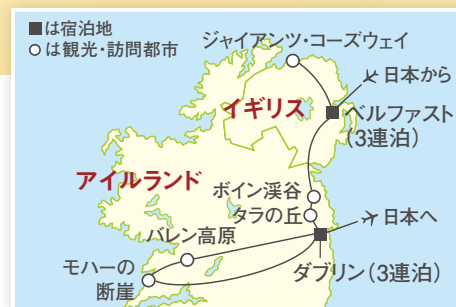 ■は宿泊地
○は観光・訪問都市
ジャイアンツ・コーズウェイ
日本から
イギリス
ベルファスト
(3連泊)
アイルランド
ボイン渓谷
タラの丘
日本へ
バレン高原
モハーの
断崖
ダブリン(3連泊)